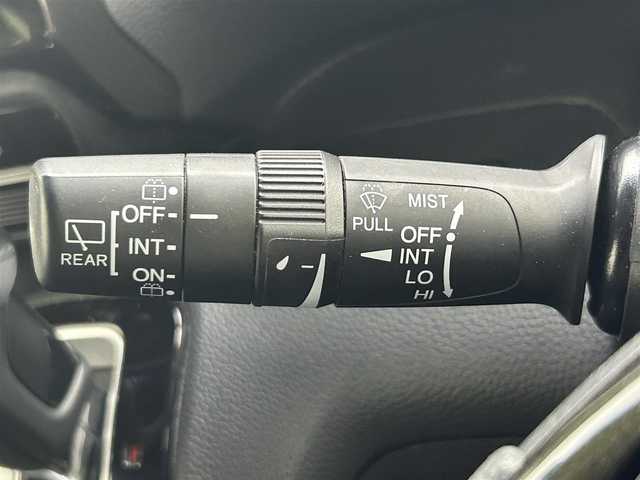 OFF
INT
ON
REAR
PULL
MIST
OFF
INT
LO
HI